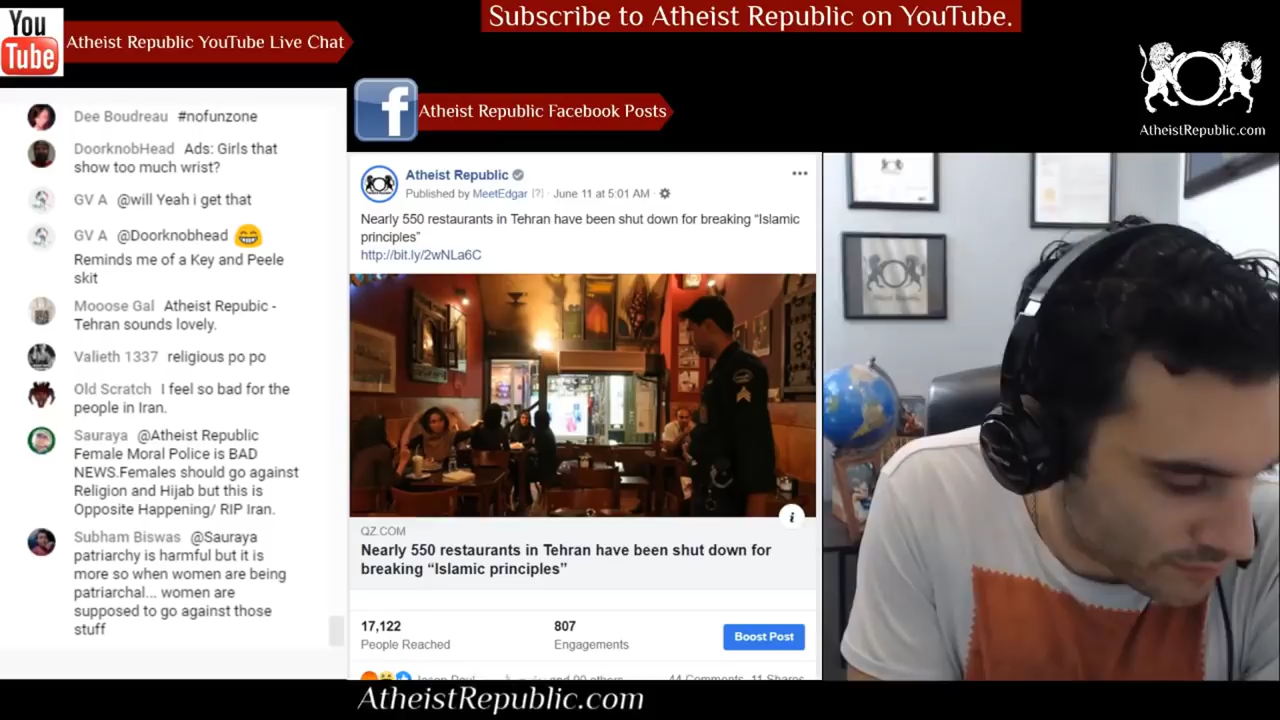 Subscribe to Atheist Republic on YouTube.
You
Tube
Atheist Republic YouTube Live Chat
AtheistRepublic.com
f
Atheist Republic Facebook Posts
Dee Boudreau #nofunzone
DoorknobHead Ads: Girls that
show too much wrist?
GV A @will Yeah i get that
GV A @Doorknobhead 😁
Reminds me of a Key and Peele
skit
Mooose Gal Atheist Repubic -
Tehran sounds lovely.
Valieth 1337 religious po po
Old Scratch I feel so bad for the
people in Iran.
Sauraya @Atheist Republic
Female Moral Police is BAD
NEWS.Females should go against
Religion and Hijab but this is
Opposite Happening/ RIP Iran.
Subham Biswas @Sauraya
patriarchy is harmful but it is
more so when women are being
patriarchal... women are
supposed to go against those
stuff
Atheist Republic
Published by MeetEdgar [?] · June 11 at 5:01 AM ·
Nearly 550 restaurants in Tehran have been shut down for breaking “Islamic
principles”
http://bit.ly/2wNLa6C
i
QZ.COM
Nearly 550 restaurants in Tehran have been shut down for
breaking “Islamic principles”
17,122
People Reached
807
Engagements
Boost Post
and 90 others
44 Comments 11 Shares
AtheistRepublic.com